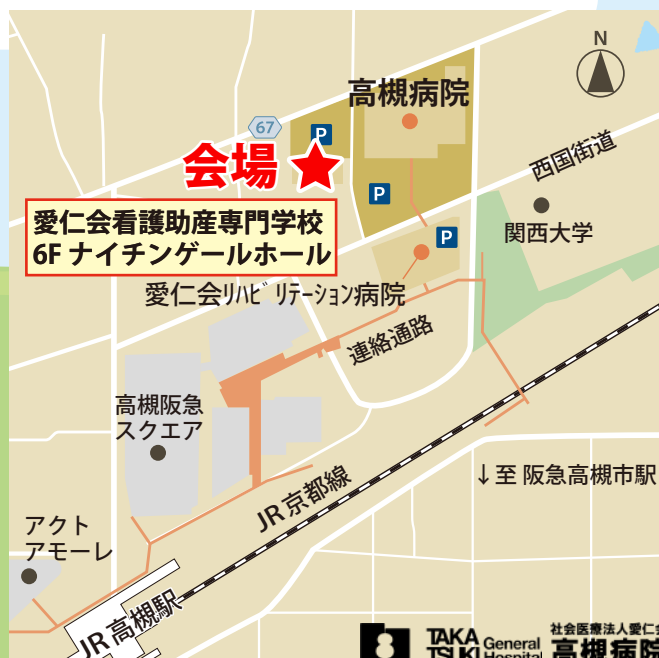 N
高槻病院
67
P
会場
P
西国街道
関西大学
愛仁会看護助産専門学校
6F ナイチンゲールホール
P
愛仁会ﾘﾊﾋﾞﾘﾃｰｼｮﾝ病院
連絡通路
高槻阪急
スクエア
JR京都線
↓至 阪急高槻市駅
アクト
アモーレ
JR高槻駅
社会医療法人愛仁会
TAKA
TSUKI General
Hospital
高槻病院